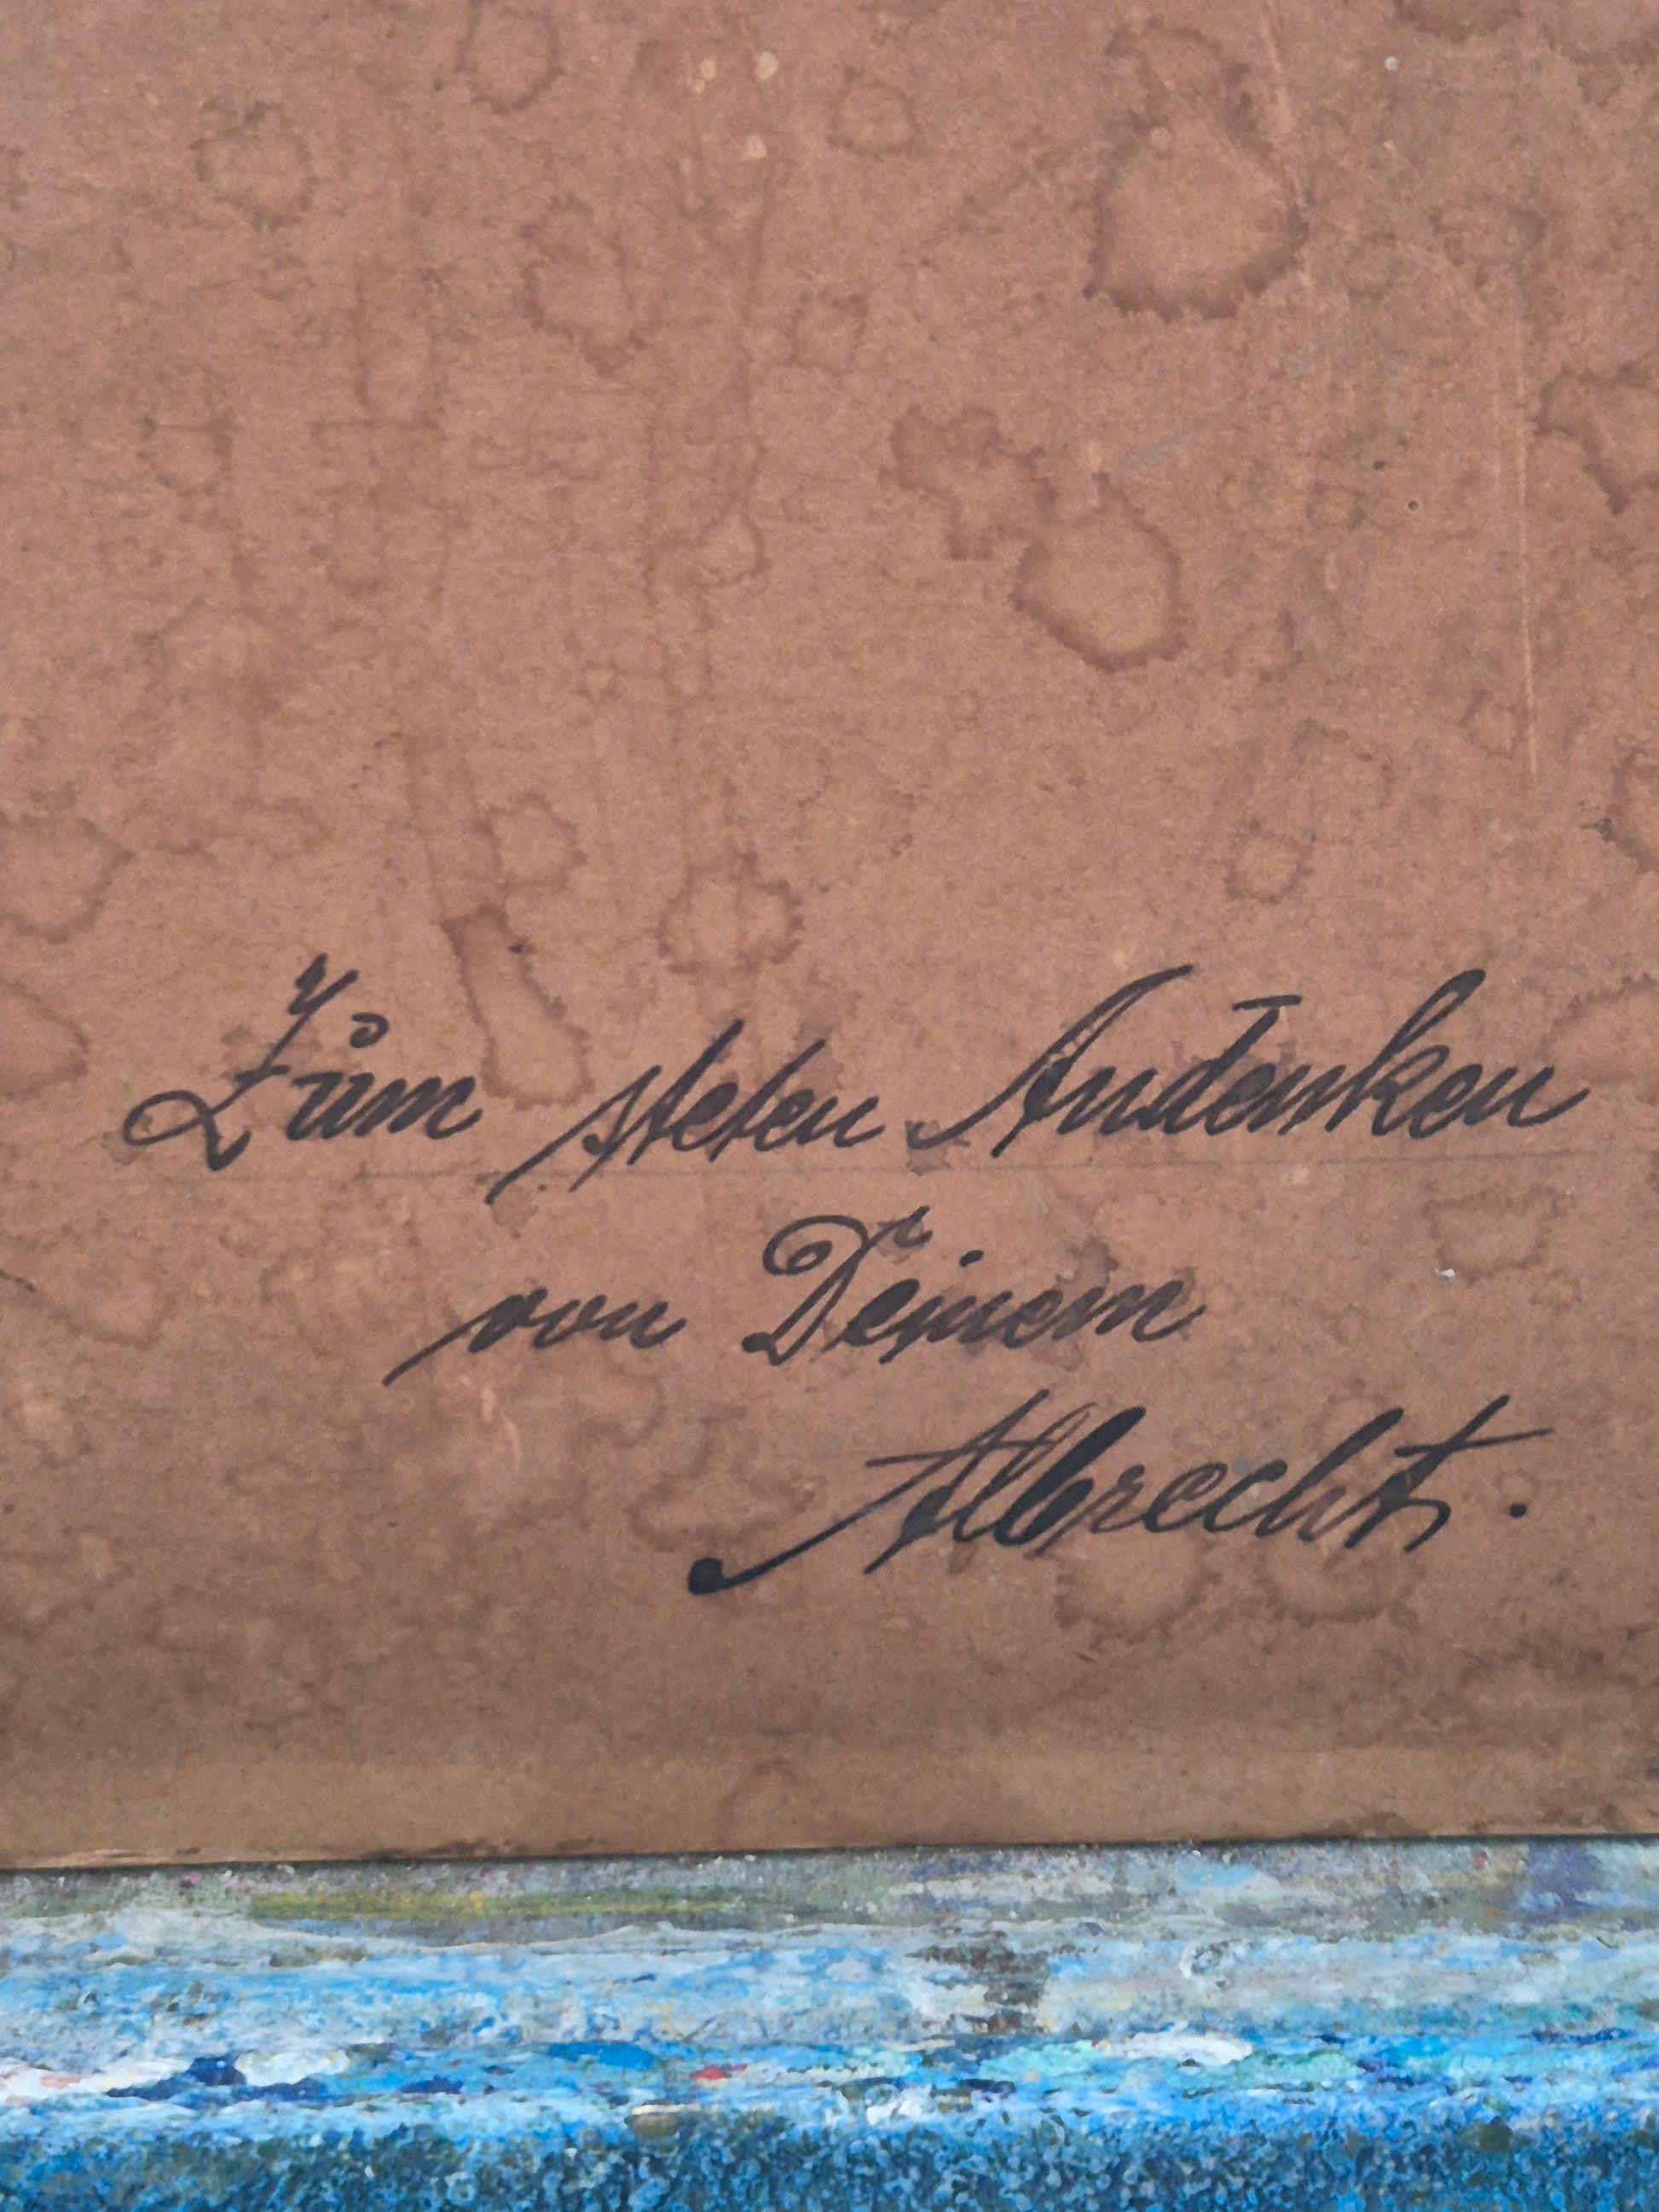 Zum steten Andenken
von Deinem
Albrecht.